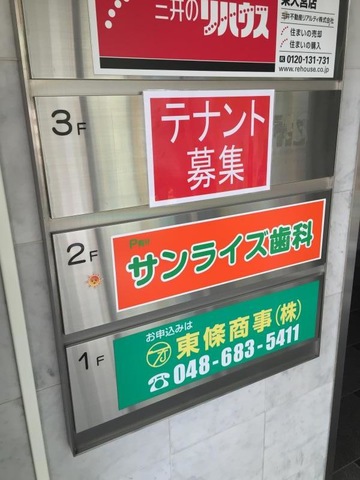 三井のリハウス
東大宮店
三井不動産リアルティ株式会社
住まいの売却
住まいの購入
0120-131-731
www.rehouse.co.jp
3F
テナント
募集
2F
サンライズ歯科
1F
お申込みは
東條商事(株)
☎048-683-5411